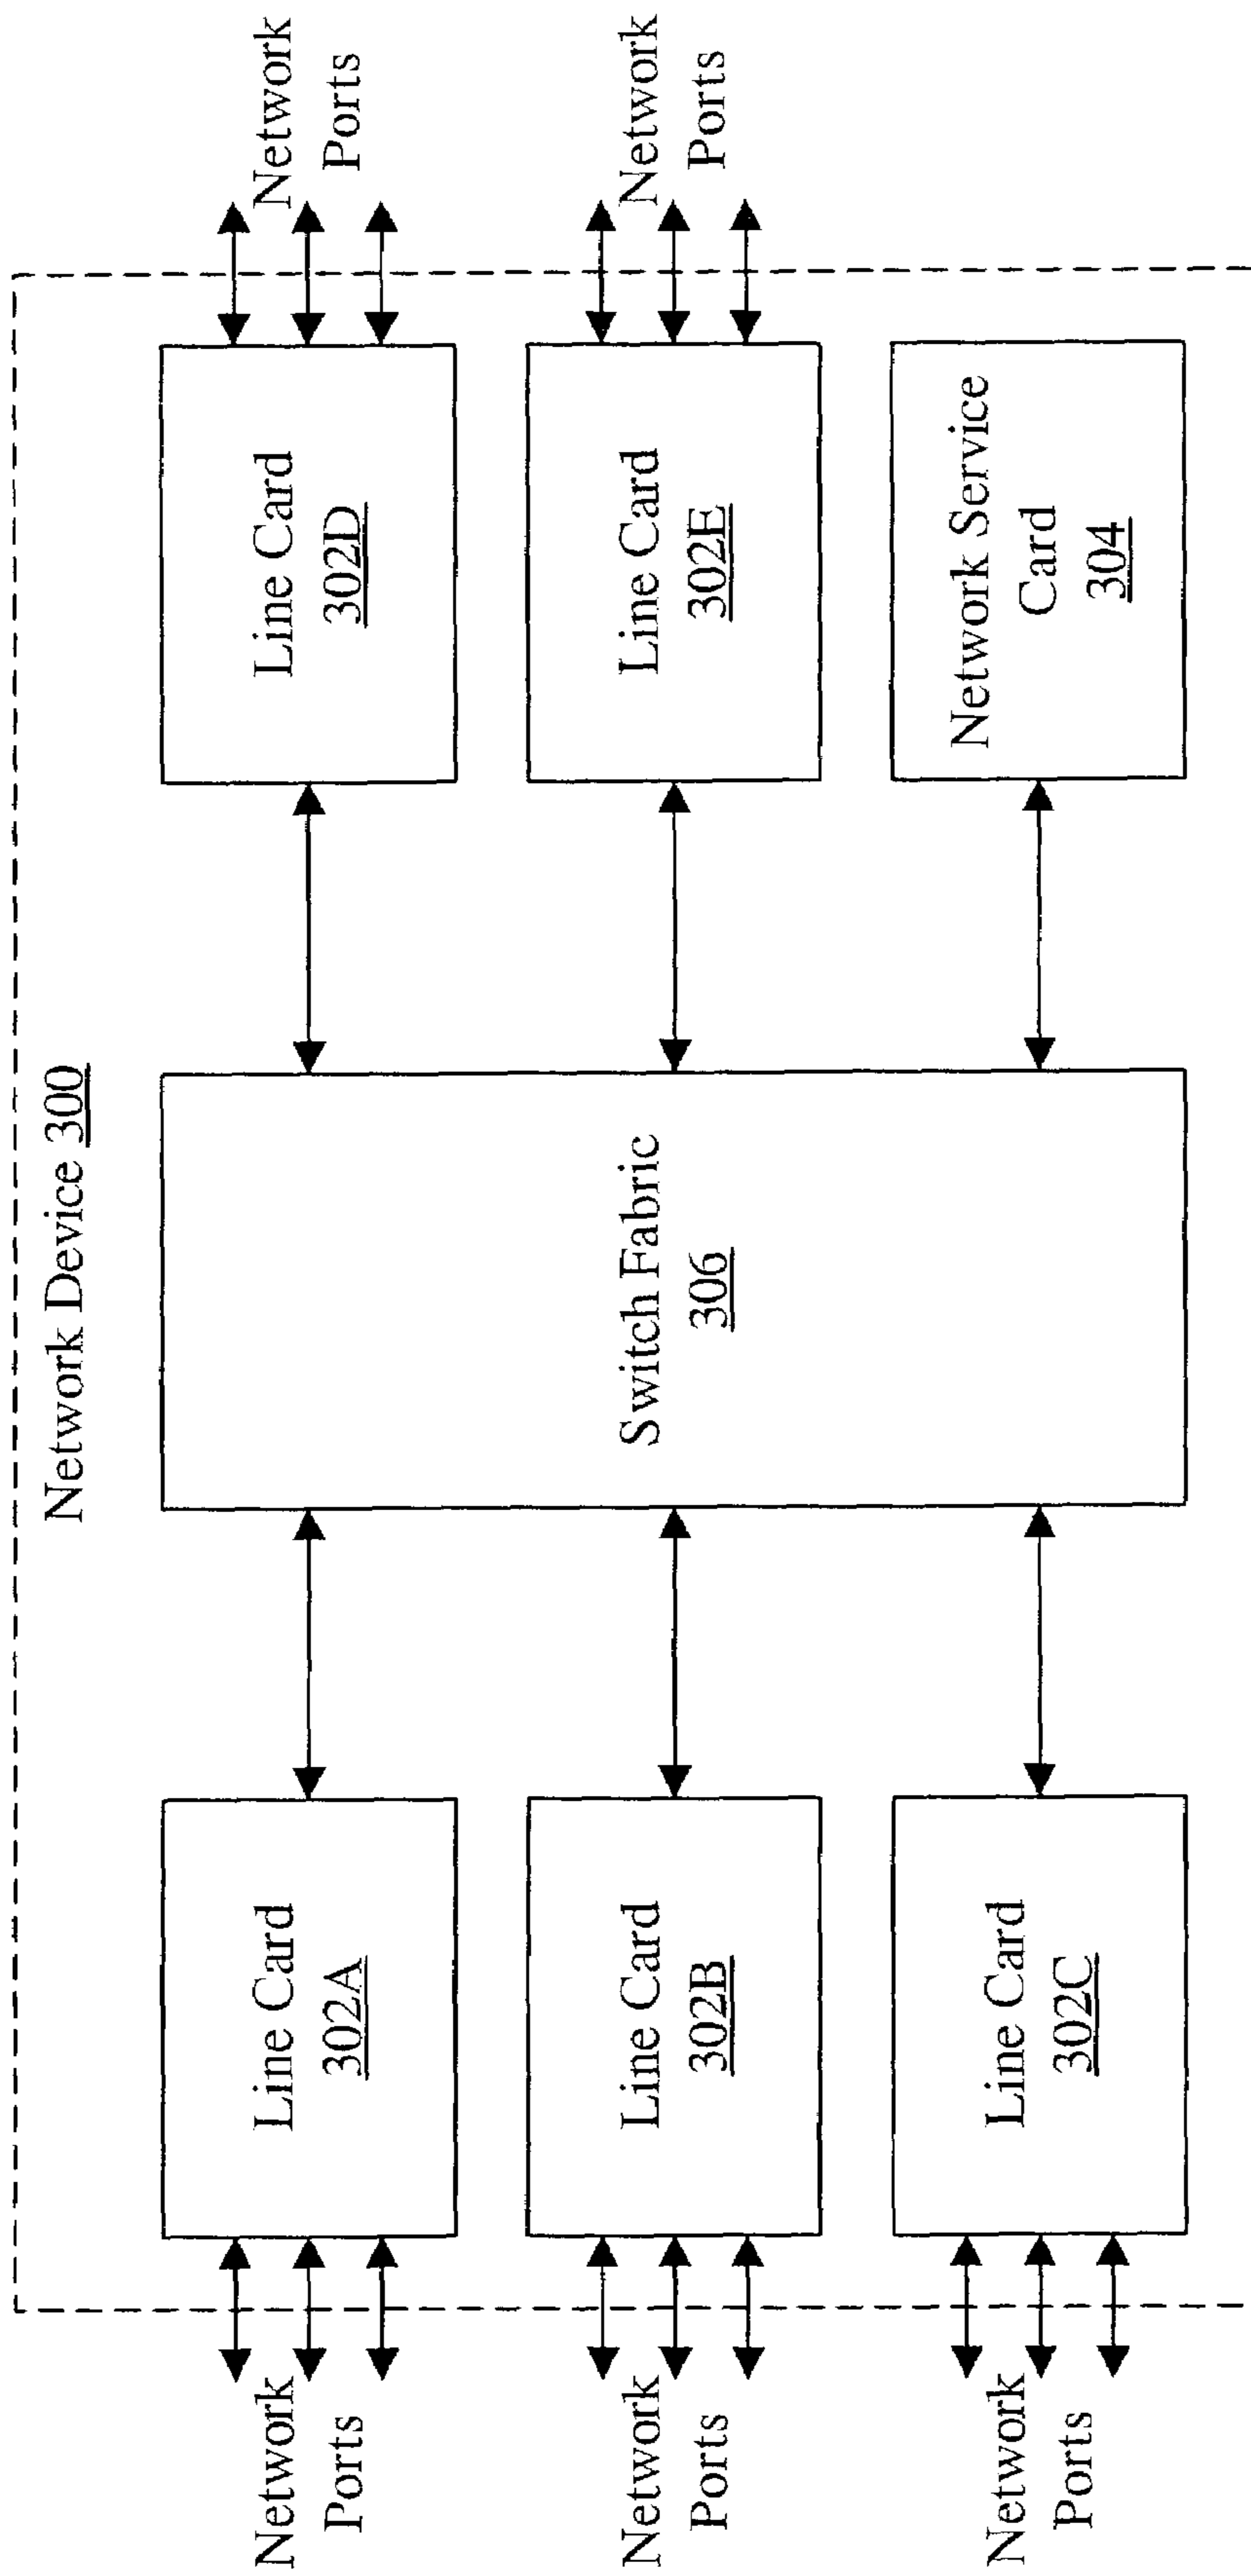 Network Device 300
Network
Ports
Line Card
302A
Network
Ports
Line Card
302B
Network
Ports
Line Card
302C
Switch Fabric
306
Line Card
302D
Network
Ports
Line Card
302E
Network
Ports
Network Service
Card
304